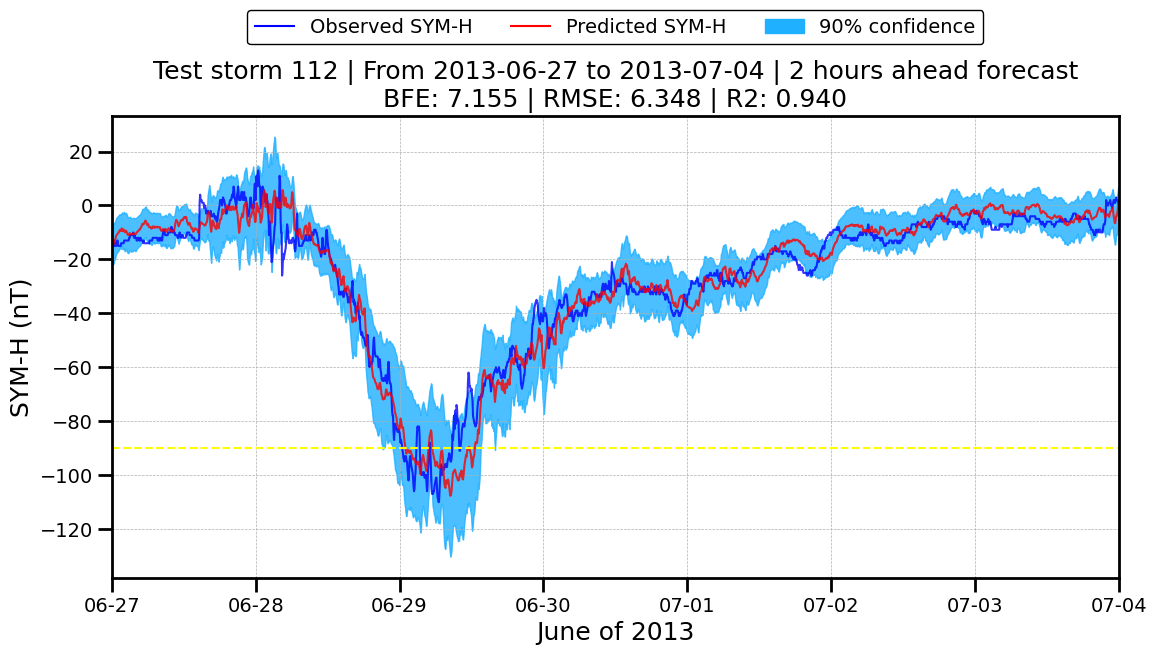 Observed SYM-H Predicted SYM-H 90% confidence
Test storm 112 | From 2013-06-27 to 2013-07-04 | 2 hours ahead forecast
BFE: 7.155 | RMSE: 6.348 | R2: 0.940
SYM-H (nT)
20
0
−20
−40
−60
−80
−100
−120
06-27 06-28 06-29 06-30 07-01 07-02 07-03 07-04
June of 2013